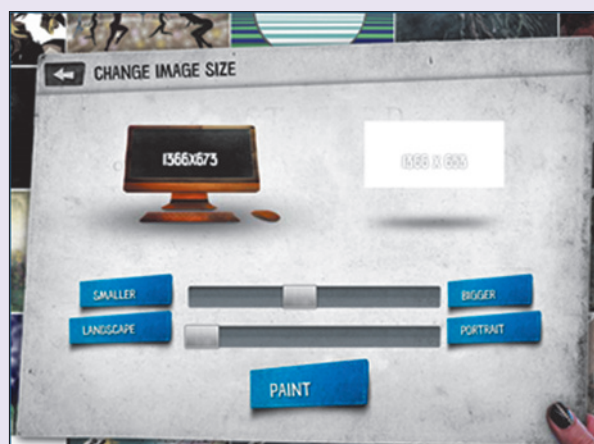 CHANGE IMAGE SIZE
1366X673
SMALLER
BIGGER
LANDSCAPE
PORTRAIT
PAINT